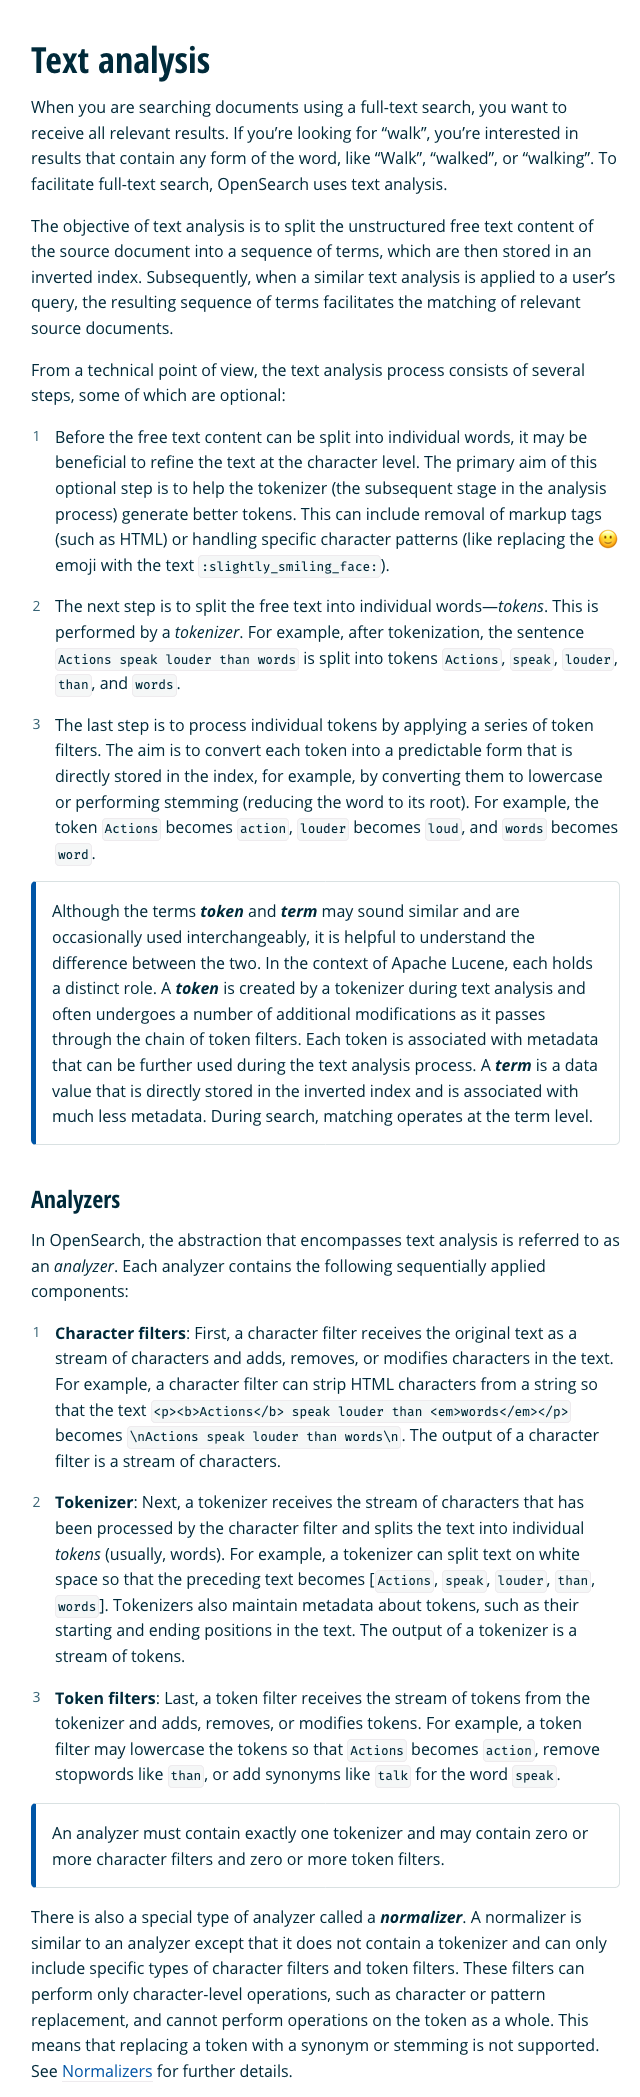 Text analysis
When you are searching documents using a full-text search, you want to
receive all relevant results. If you’re looking for “walk”, you’re interested in
results that contain any form of the word, like “Walk”, “walked”, or “walking”. To
facilitate full-text search, OpenSearch uses text analysis.
The objective of text analysis is to split the unstructured free text content of
the source document into a sequence of terms, which are then stored in an
inverted index. Subsequently, when a similar text analysis is applied to a user’s
query, the resulting sequence of terms facilitates the matching of relevant
source documents.
From a technical point of view, the text analysis process consists of several
steps, some of which are optional:
1 Before the free text content can be split into individual words, it may be
beneficial to refine the text at the character level. The primary aim of this
optional step is to help the tokenizer (the subsequent stage in the analysis
process) generate better tokens. This can include removal of markup tags
(such as HTML) or handling specific character patterns (like replacing the 🙂
emoji with the text :slightly_smiling_face:).
2 The next step is to split the free text into individual words—tokens. This is
performed by a tokenizer. For example, after tokenization, the sentence
Actions speak louder than words is split into tokens Actions, speak, louder,
than, and words.
3 The last step is to process individual tokens by applying a series of token
filters. The aim is to convert each token into a predictable form that is
directly stored in the index, for example, by converting them to lowercase
or performing stemming (reducing the word to its root). For example, the
token Actions becomes action, louder becomes loud, and words becomes
word.
Although the terms token and term may sound similar and are
occasionally used interchangeably, it is helpful to understand the
difference between the two. In the context of Apache Lucene, each holds
a distinct role. A token is created by a tokenizer during text analysis and
often undergoes a number of additional modifications as it passes
through the chain of token filters. Each token is associated with metadata
that can be further used during the text analysis process. A term is a data
value that is directly stored in the inverted index and is associated with
much less metadata. During search, matching operates at the term level.
Analyzers
In OpenSearch, the abstraction that encompasses text analysis is referred to as
an analyzer. Each analyzer contains the following sequentially applied
components:
1 Character filters: First, a character filter receives the original text as a
stream of characters and adds, removes, or modifies characters in the text.
For example, a character filter can strip HTML characters from a string so
that the text <p><b>Actions</b> speak louder than <em>words</em></p>
becomes \nActions speak louder than words\n. The output of a character
filter is a stream of characters.
2 Tokenizer: Next, a tokenizer receives the stream of characters that has
been processed by the character filter and splits the text into individual
tokens (usually, words). For example, a tokenizer can split text on white
space so that the preceding text becomes [Actions, speak, louder, than,
words]. Tokenizers also maintain metadata about tokens, such as their
starting and ending positions in the text. The output of a tokenizer is a
stream of tokens.
3 Token filters: Last, a token filter receives the stream of tokens from the
tokenizer and adds, removes, or modifies tokens. For example, a token
filter may lowercase the tokens so that Actions becomes action, remove
stopwords like than, or add synonyms like talk for the word speak.
An analyzer must contain exactly one tokenizer and may contain zero or
more character filters and zero or more token filters.
There is also a special type of analyzer called a normalizer. A normalizer is
similar to an analyzer except that it does not contain a tokenizer and can only
include specific types of character filters and token filters. These filters can
perform only character-level operations, such as character or pattern
replacement, and cannot perform operations on the token as a whole. This
means that replacing a token with a synonym or stemming is not supported.
See Normalizers for further details.